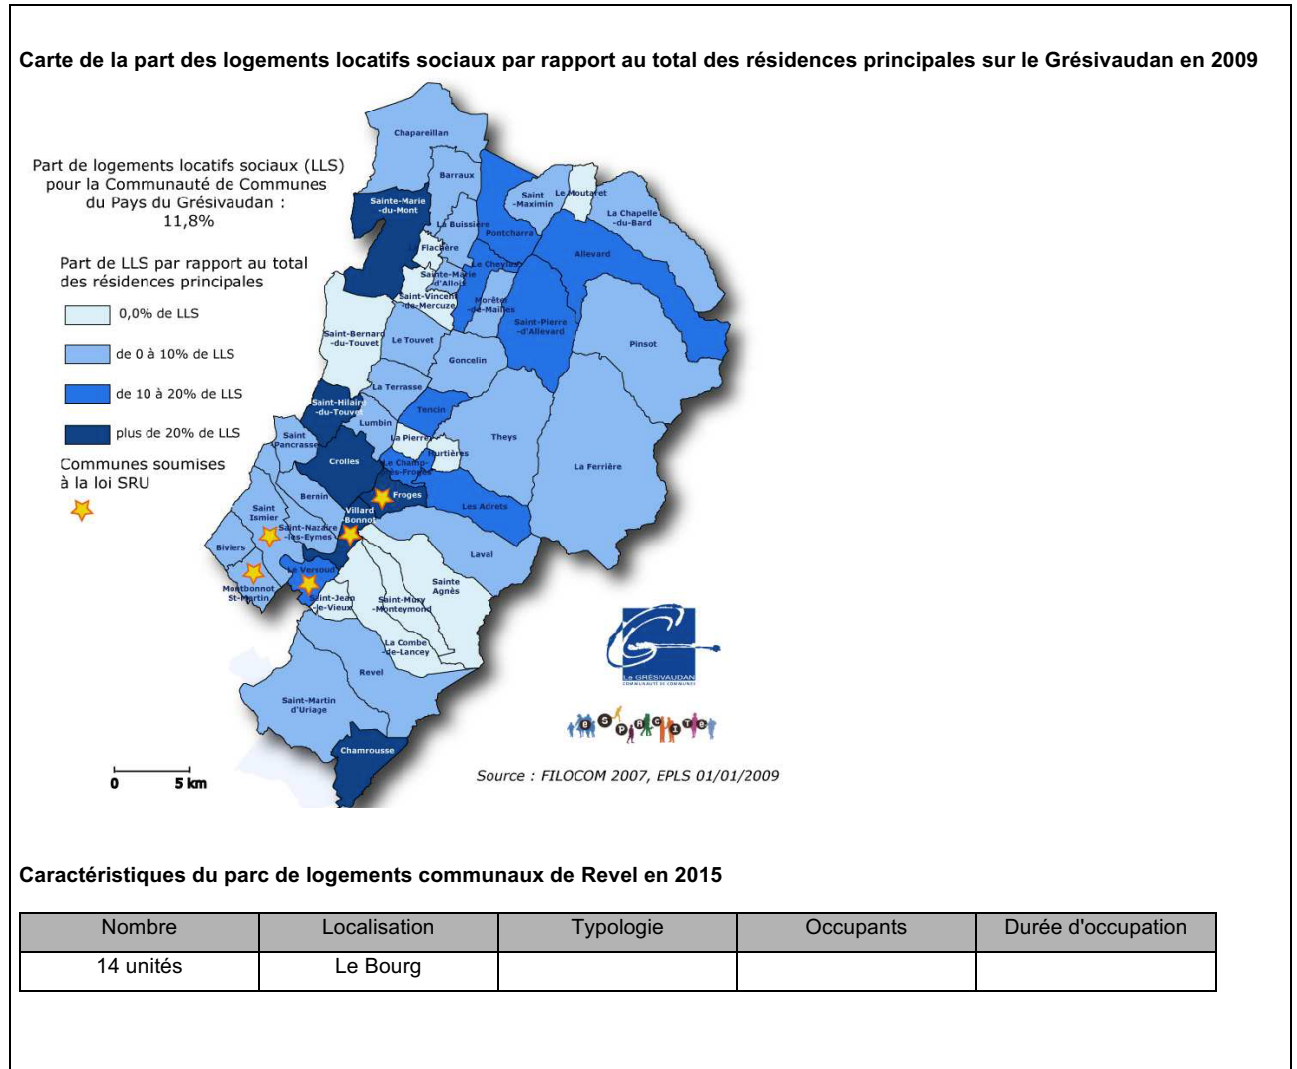 Carte de la part des logements locatifs sociaux par rapport au total des résidences principales sur le Grésivaudan en 2009
Part de logements locatifs sociaux (LLS)
pour la Communauté de Communes
du Pays du Grésivaudan :
11,8%
Part de LLS par rapport au total
des résidences principales
0,0% de LLS
de 0 à 10% de LLS
de 10 à 20% de LLS
plus de 20% de LLS
Communes soumises
à la loi SRU
Chapareillan
Barraux
Sainte-Marie
-du-Mont
La Buissière
Pontcharra
Saint
-Maximin
Le Moutaret
La Chapelle
-du-Bard
Allevard
La Flachère
Le Cheylas
Sainte-Marie
d'Alloix
Saint-Vincent
-de-Mercuze
Morêtel
-de-Mailles
Saint-Pierre
-d'Allevard
Pinsot
Saint-Bernard
-du-Touvet
Le Touvet
Goncelin
La Terrasse
Saint-Hilaire
-du-Touvet
Tencin
Lumbin
Theys
La Pierre
Hurtières
La Ferrière
Saint
Pancrasse
Crolles
Le Champ-
près-Froges
Froges
Les Adrets
Bernin
Villard
Bonnot
Saint
Ismier
Saint-Nazaire
-les-Eymes
Biviers
Laval
Le Versoud
Montbonnot
St-Martin
Saint-Jean
-le-Vieux
Sainte
Agnès
Saint-Mury
-Monteymond
La Combe
-de-Lancey
Revel
Saint-Martin
d'Uriage
Chamrousse
Le GRÉSIVAUDAN
COMMUNAUTÉ DE COMMUNES
eSPACiTe
0 5 km
Source : FILOCOM 2007, EPLS 01/01/2009
Caractéristiques du parc de logements communaux de Revel en 2015
Nombre Localisation Typologie Occupants Durée d'occupation
14 unités Le Bourg